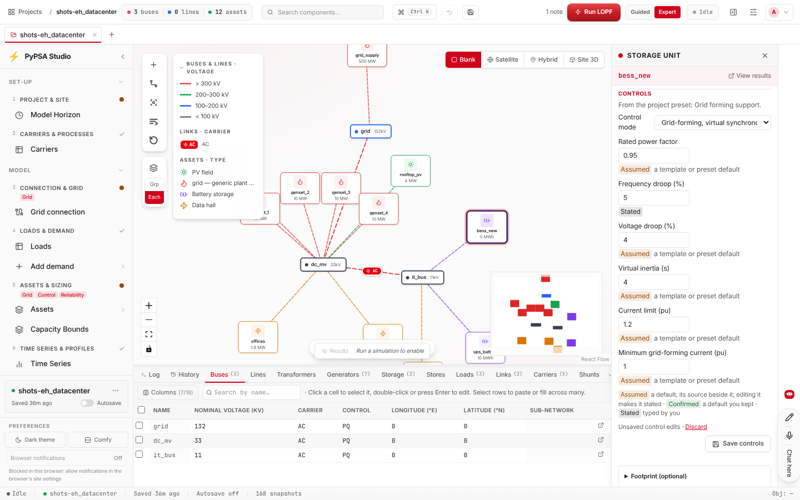 Projects / shots-eh_datacenter
3 buses 0 lines 12 assets
Search components...
Ctrl K
1 note
Run LOPF
Guided
Expert
Idle
A
shots-eh_datacenter
PyPSA Studio
SET-UP
1 PROJECT & SITE
Model Horizon
2 CARRIERS & PROCESSES
Carriers
MODEL
3 CONNECTION & GRID
Grid
Grid connection
4 LOADS & DEMAND
Loads
Add demand
5 ASSETS & SIZING
Grid Control Reliability
Assets
Capacity Bounds
6 TIME SERIES & PROFILES
Time Series
shots-eh_datacenter
Saved 36m ago
Autosave
PREFERENCES
Dark theme
Comfy
Browser notifications
Off
Blocked in this browser: allow notifications in the browser's site settings
Grp
Each
BUSES & LINES · VOLTAGE
> 300 kV
200–300 kV
100–200 kV
< 100 kV
LINKS · CARRIER
AC AC
ASSETS · TYPE
PV field
grid — generic plant ...
Battery storage
Data hall
Blank
Satellite
Hybrid
Site 3D
grid_supply
500 MW
grid 132kV
rooftop_pv
4 MW
genset_2
10 MW
genset_3
10 MW
genset_4
10 MW
10 MW
bess_new
0 MWh
dc_mv 33kV
AC
it_bus 11kV
offices
1.8 MW
ups_batt
Results Run a simulation to enable
React Flow
Log
History
Buses (3)
Lines
Transformers
Generators (7)
Storage (2)
Stores
Loads (3)
Links (2)
Carriers (5)
Shunts
Columns (7/18)
Search by name...
· Click a cell to select it, double-click or press Enter to edit. Select rows to paste or fill across many.
NAME NOMINAL VOLTAGE (KV) CARRIER CONTROL LONGITUDE (°E) LATITUDE (°N) SUB-NETWORK
grid 132 AC PQ 0 0
dc_mv 33 AC PQ 0 0
it_bus 11 AC PQ 0 0
STORAGE UNIT
bess_new
View results
CONTROLS
From the project preset: Grid forming support.
Control mode
Grid-forming, virtual synchron
Rated power factor
0.95
Assumed a template or preset default
Frequency droop (%)
5
Stated
Voltage droop (%)
4
Assumed a template or preset default
Virtual inertia (s)
4
Assumed a template or preset default
Current limit (pu)
1.2
Assumed a template or preset default
Minimum grid-forming current (pu)
1
Assumed a template or preset default
Assumed a default, its source beside it; editing it makes it stated · Confirmed a default you kept · Stated typed by you
Unsaved control edits · Discard
Save controls
Footprint (optional)
Chat here
Idle
shots-eh_datacenter
Saved 36m ago
Autosave off
168 snapshots
Obj: —